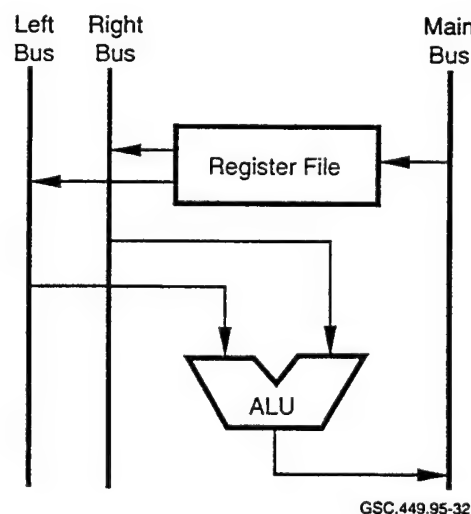 Left Bus
Right Bus
Main Bus
Register File
ALU
GSC.449.95-32